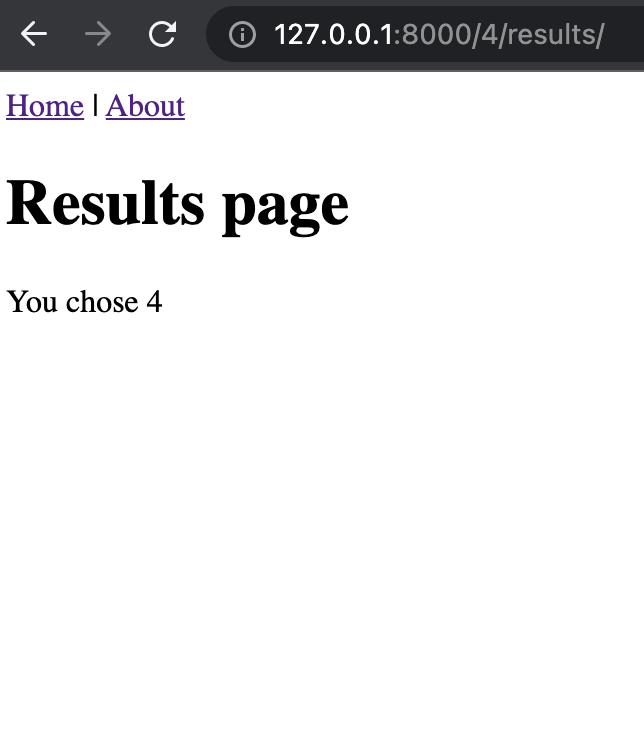 127.0.0.1:8000/4/results/
Home | About
Results page
You chose 4